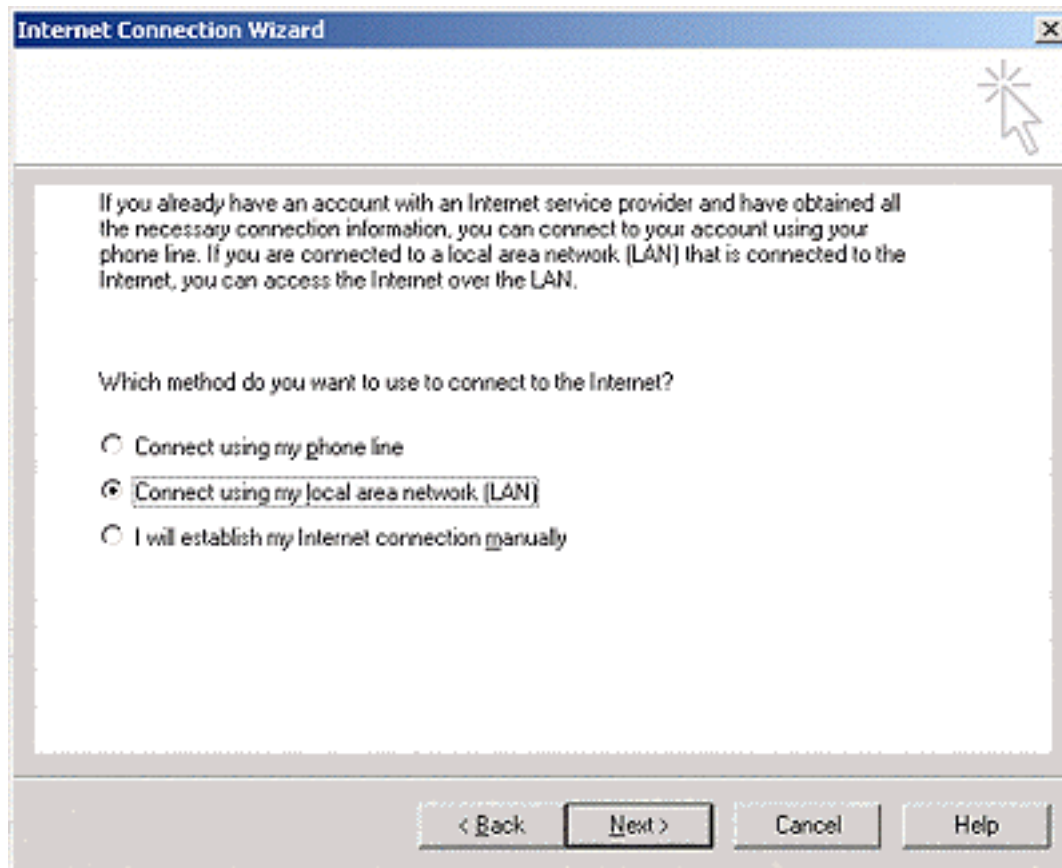 Internet Connection Wizard
If you already have an account with an Internet service provider and have obtained all
the necessary connection information, you can connect to your account using your
phone line. If you are connected to a local area network (LAN) that is connected to the
Internet, you can access the Internet over the LAN.
Which method do you want to use to connect to the Internet?
Connect using my phone line
Connect using my local area network (LAN)
I will establish my Internet connection manually
< Back Next > Cancel Help